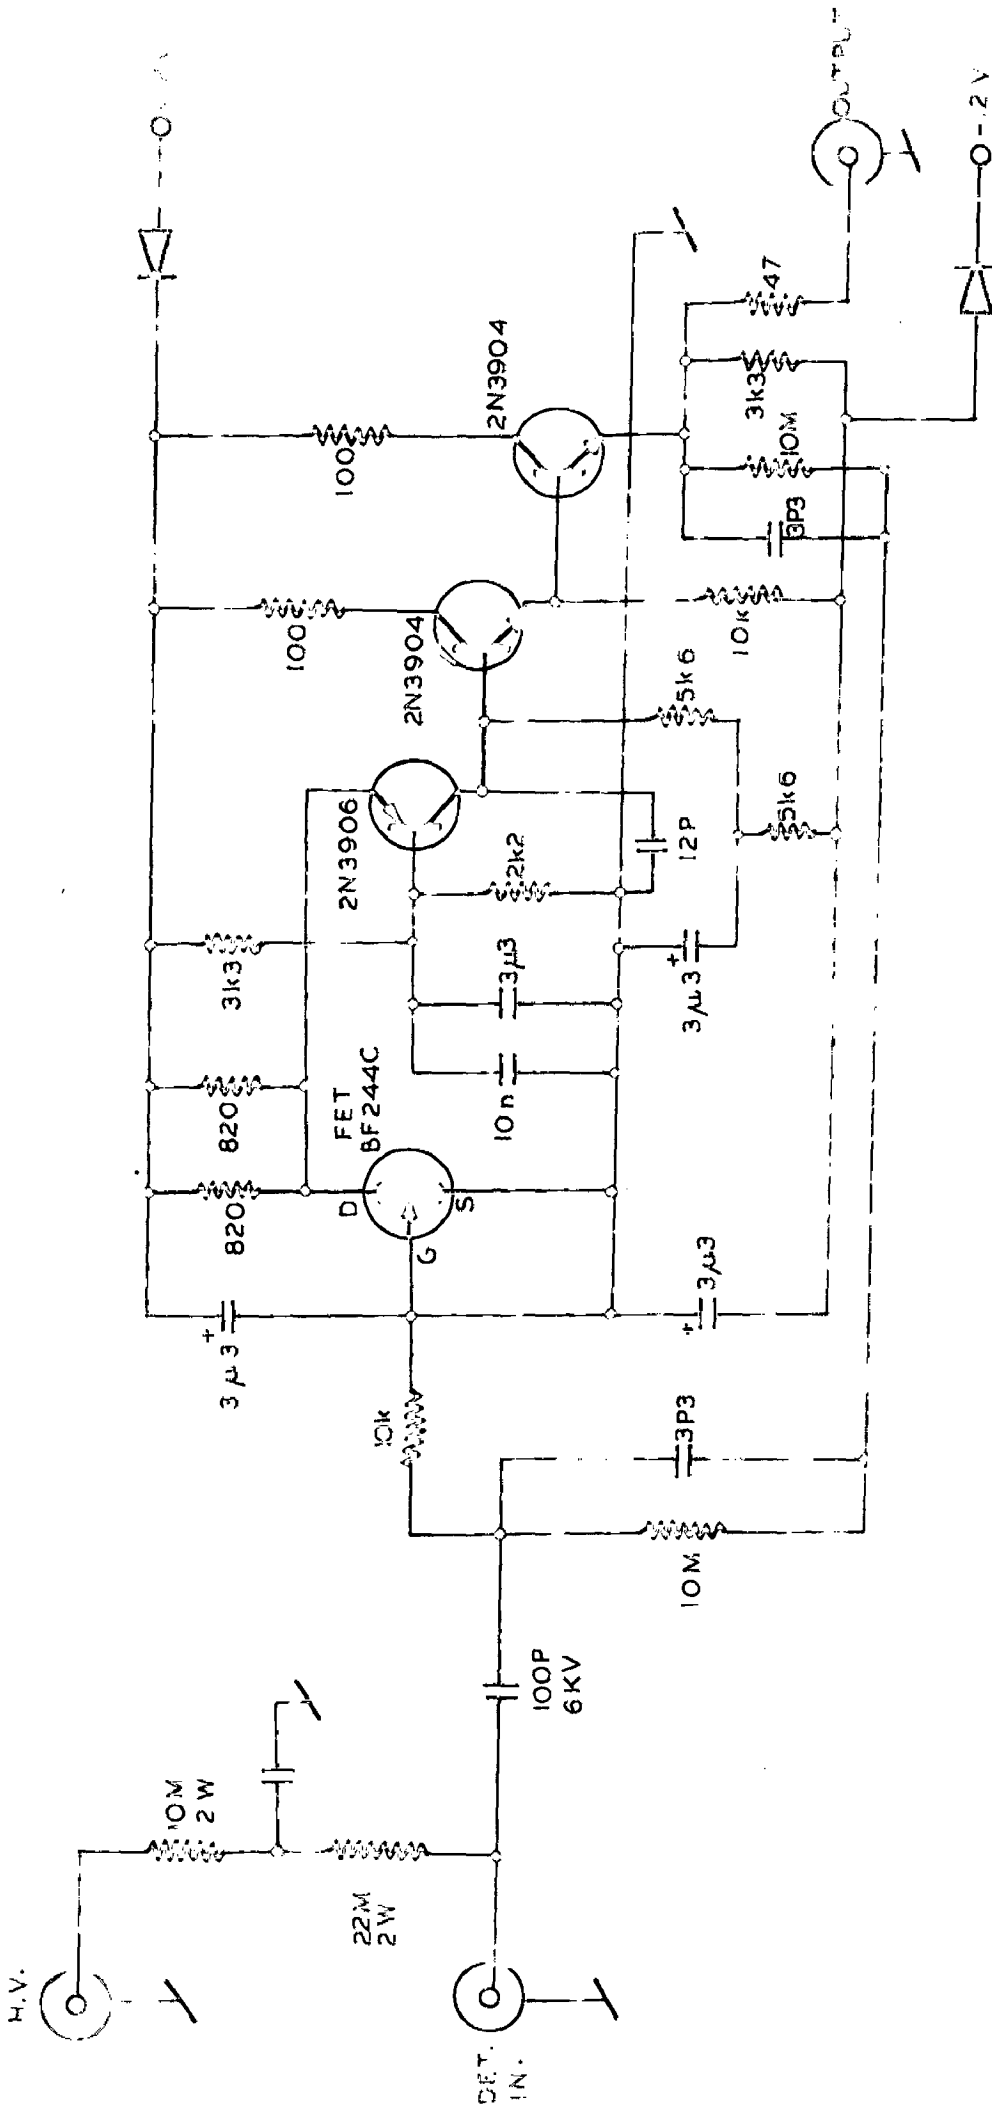 H.V.
10M
2W
22M
2W
DET.
IN.
100P
6KV
10M
3P3
10k
3μ3
+
820
820
3k3
FET
BF244C
D
G
S
10n
3μ3
2k2
2N3906
12P
+
3μ3
+
3μ3
5k6
5k6
2N3904
100
10k
2N3904
100
3P3
10M
3k3
47
OUTPUT